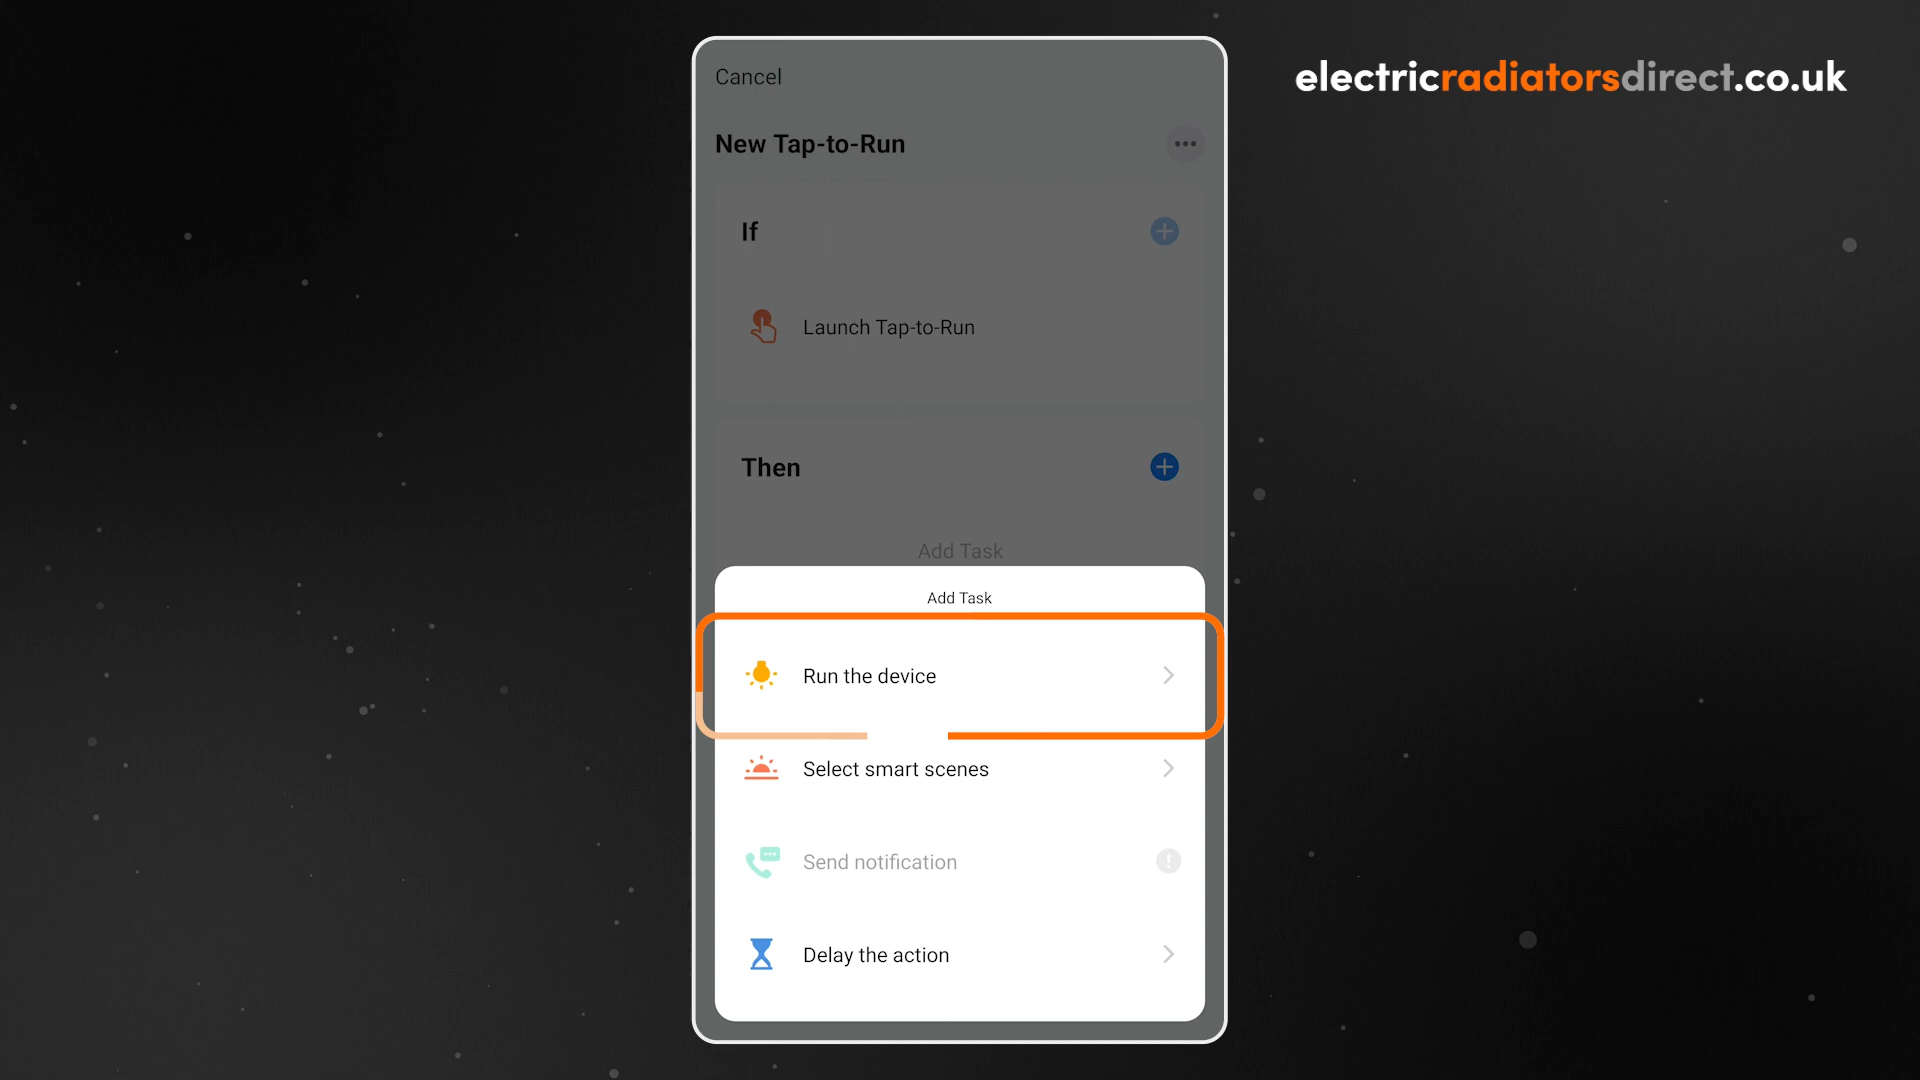 electricradiatorsdirect.co.uk
Cancel
New Tap-to-Run
If
Launch Tap-to-Run
Then
Add Task
Add Task
Run the device
Select smart scenes
Send notification
Delay the action